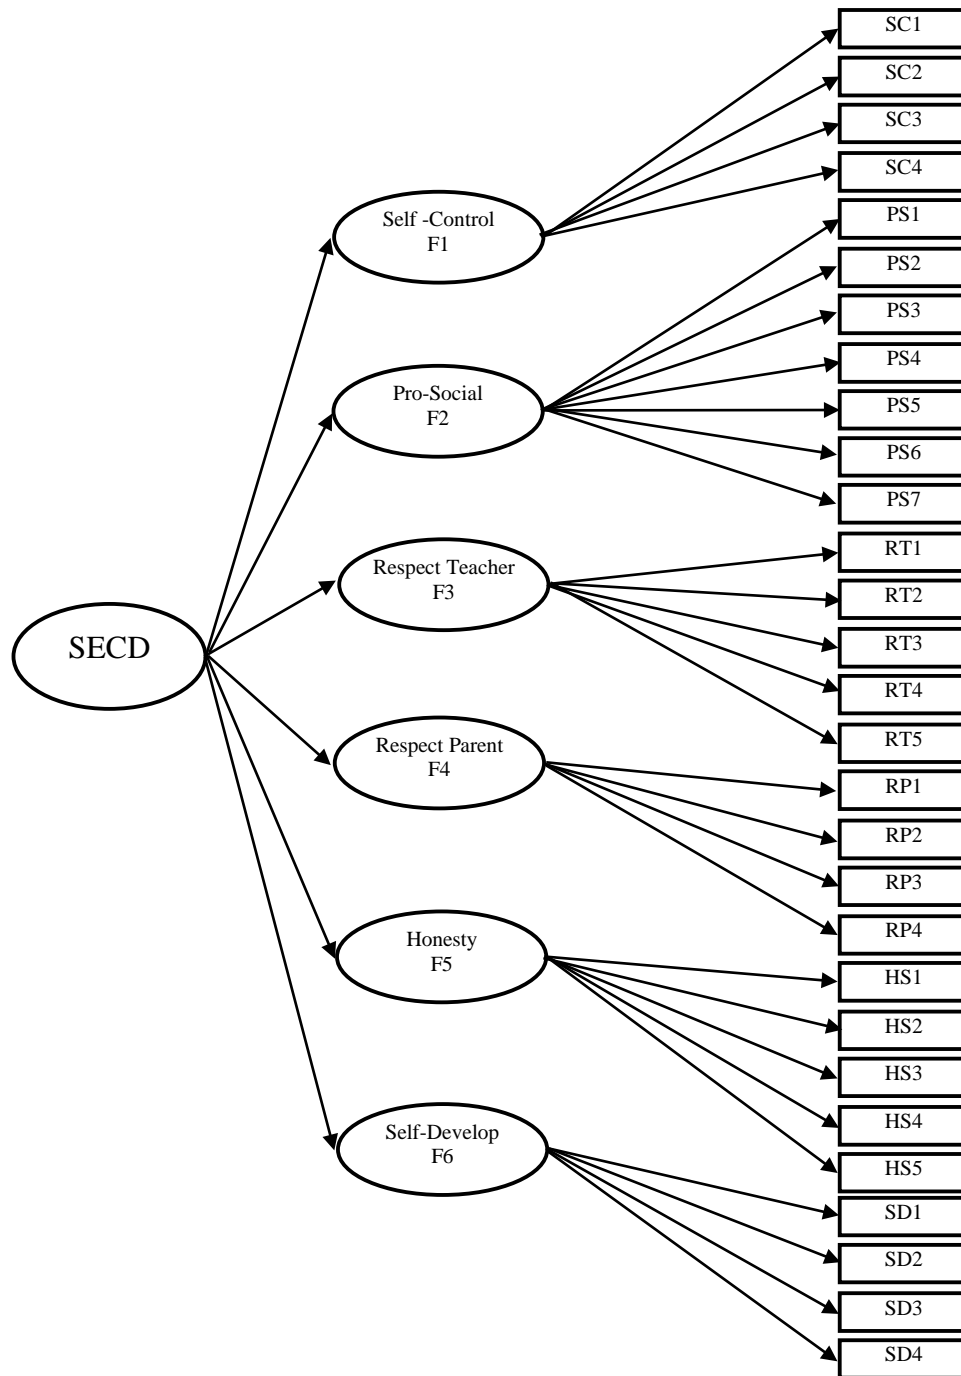 SECD
Self -Control
F1
Pro-Social
F2
Respect Teacher
F3
Respect Parent
F4
Honesty
F5
Self-Develop
F6
SC1
SC2
SC3
SC4
PS1
PS2
PS3
PS4
PS5
PS6
PS7
RT1
RT2
RT3
RT4
RT5
RP1
RP2
RP3
RP4
HS1
HS2
HS3
HS4
HS5
SD1
SD2
SD3
SD4